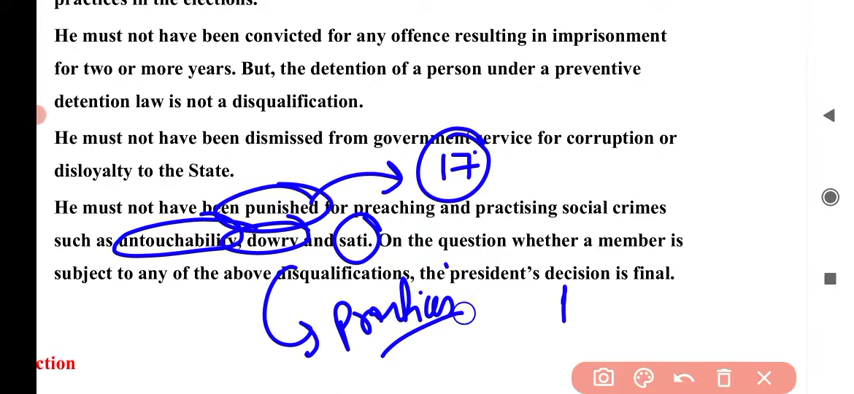 practices in the elections.
He must not have been convicted for any offence resulting in imprisonment
for two or more years. But, the detention of a person under a preventive
detention law is not a disqualification.
He must not have been dismissed from government service for corruption or
disloyalty to the State.
17
He must not have been punished for preaching and practising social crimes
such as untouchability, dowry and sati. On the question whether a member is
subject to any of the above disqualifications, the president's decision is final.
ction